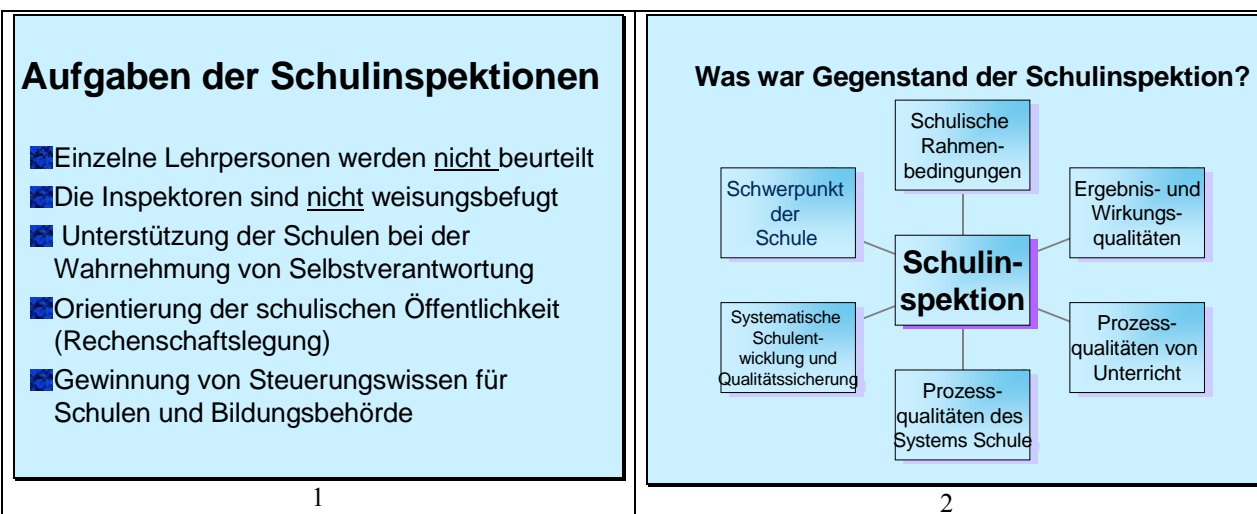 Aufgaben der Schulinspektionen
Einzelne Lehrpersonen werden nicht beurteilt
Die Inspektoren sind nicht weisungsbefugt
Unterstützung der Schulen bei der
Wahrnehmung von Selbstverantwortung
Orientierung der schulischen Öffentlichkeit
(Rechenschaftslegung)
Gewinnung von Steuerungswissen für
Schulen und Bildungsbehörde
1
Was war Gegenstand der Schulinspektion?
Schulische
Rahmen-
bedingungen
Schwerpunkt
der
Schule
Ergebnis- und
Wirkungs-
qualitäten
Schulin-
spektion
Systematische
Schulent-
wicklung und
Qualitätssicherung
Prozess-
qualitäten von
Unterricht
Prozess-
qualitäten des
Systems Schule
2